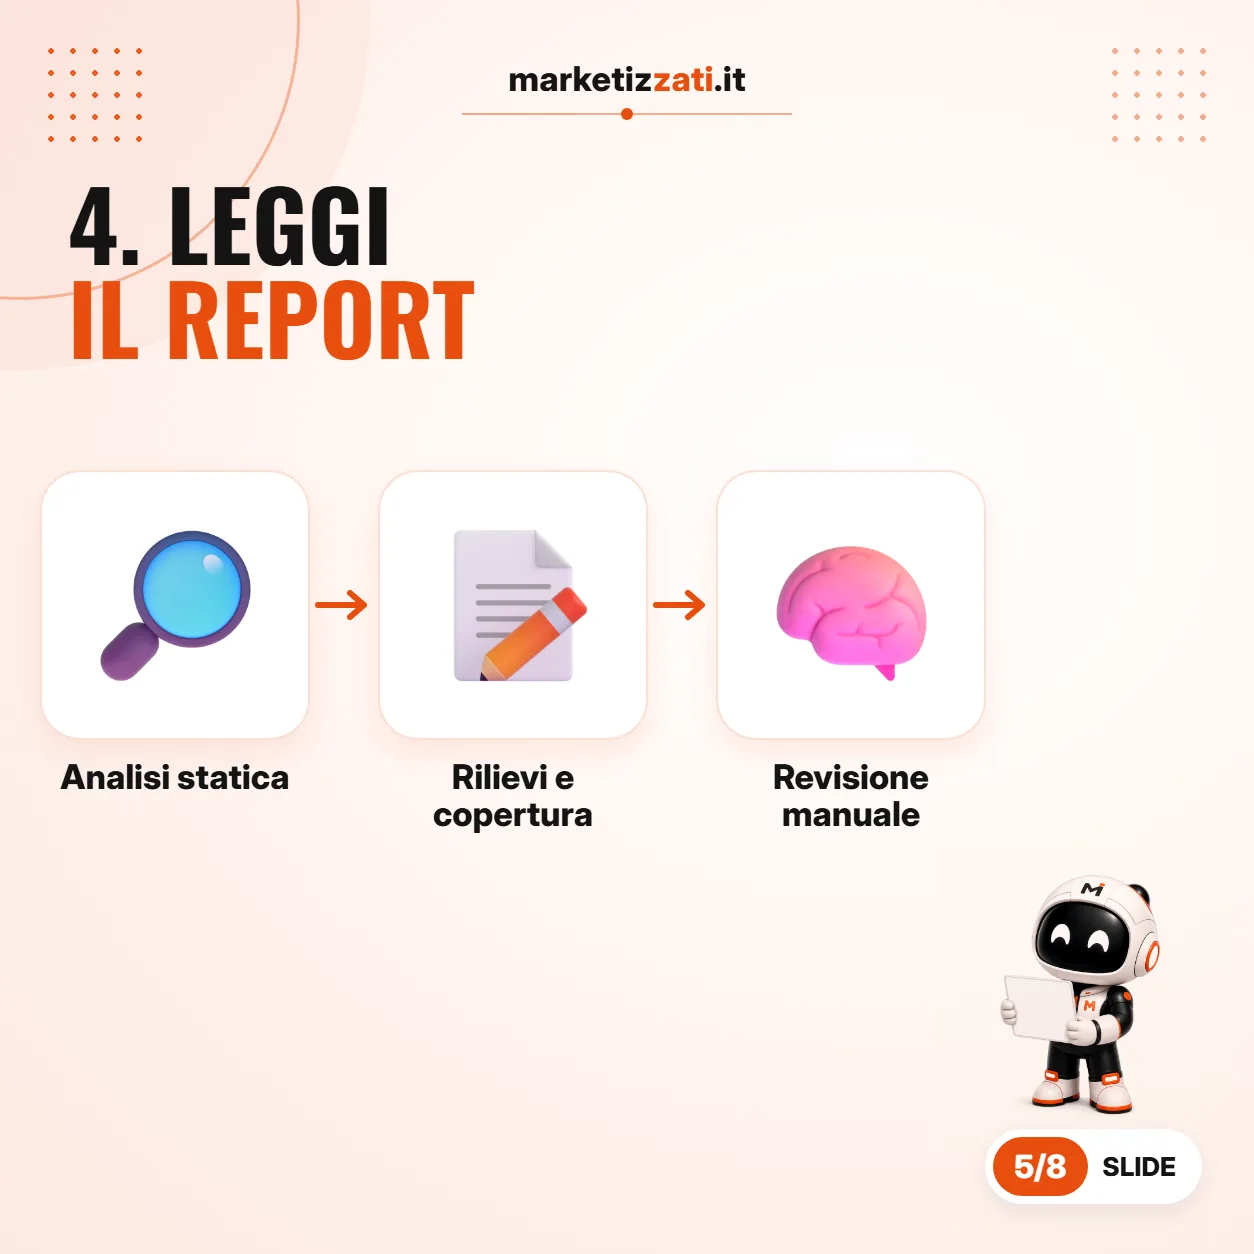 marketizzati.it
4. LEGGI
IL REPORT
Analisi statica
Rilievi e
copertura
Revisione
manuale
M
M
5/8 SLIDE